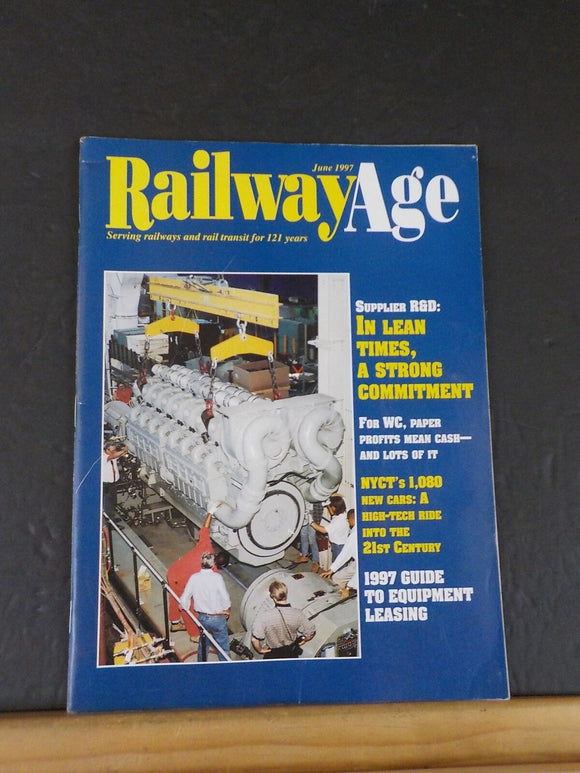 June 1997
RailwayAge
Serving railways and rail transit for 121 years
SUPPLIER R&D:
IN LEAN
TIMES,
A STRONG
COMMITMENT
FOR WC, PAPER
PROFITS MEAN CASH—
AND LOTS OF IT
NYCT's 1,080
NEW CARS: A
HIGH-TECH RIDE
INTO THE
21ST CENTURY
1997 GUIDE
TO EQUIPMENT
LEASING